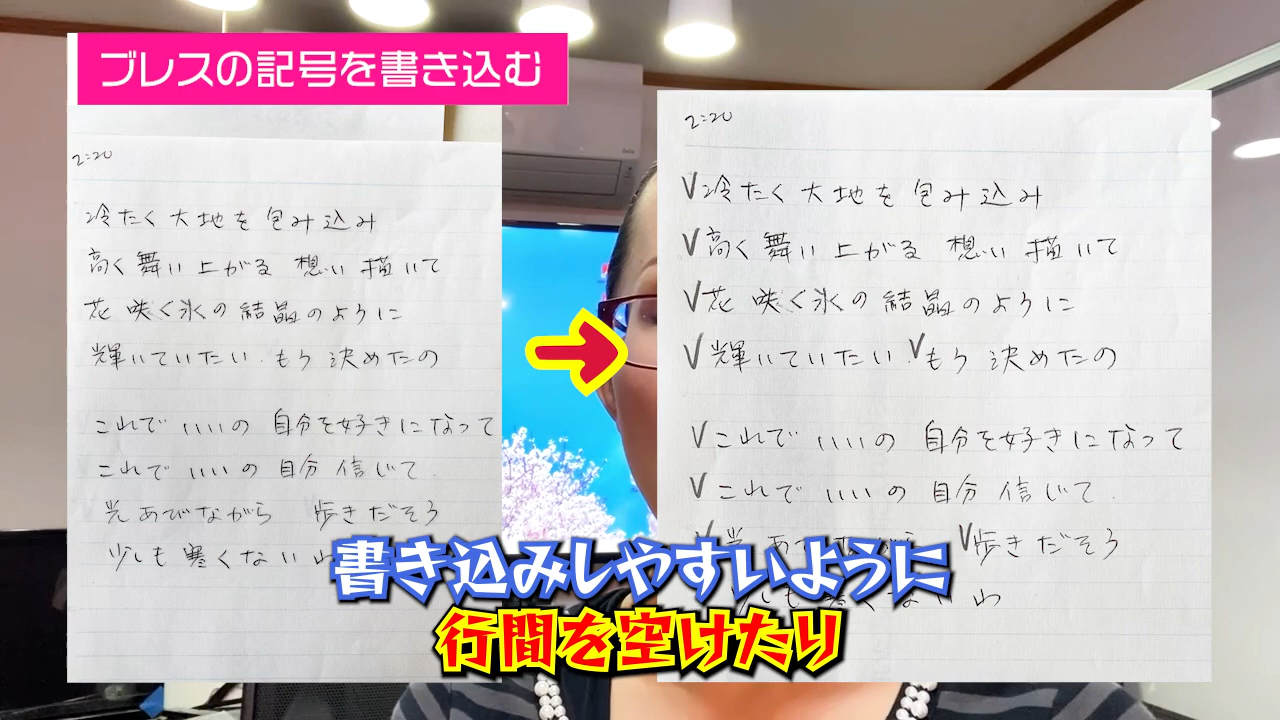 ブレスの記号を書き込む
2:20
冷たく 大地を 包み込み
高く 舞い上がる 想い 描いて
花 咲く氷の結晶のように
輝いていたい.もう 決めたの
これで いいの 自分を好きになって
これで いいの 自分 信じて.
光 あびながら 歩きだそう
少しも 寒くないわ
2:20
V冷たく 大地を 包み込み
V高く 舞い上がる 想い 描いて
V花 咲く氷の結晶のように
V輝いていたい.Vもう 決めたの
Vこれで いいの 自分を好きになって
Vこれで いいの 自分 信じて.
V光 V歩きだそう
書き込みしやすいように
行間を空けたり